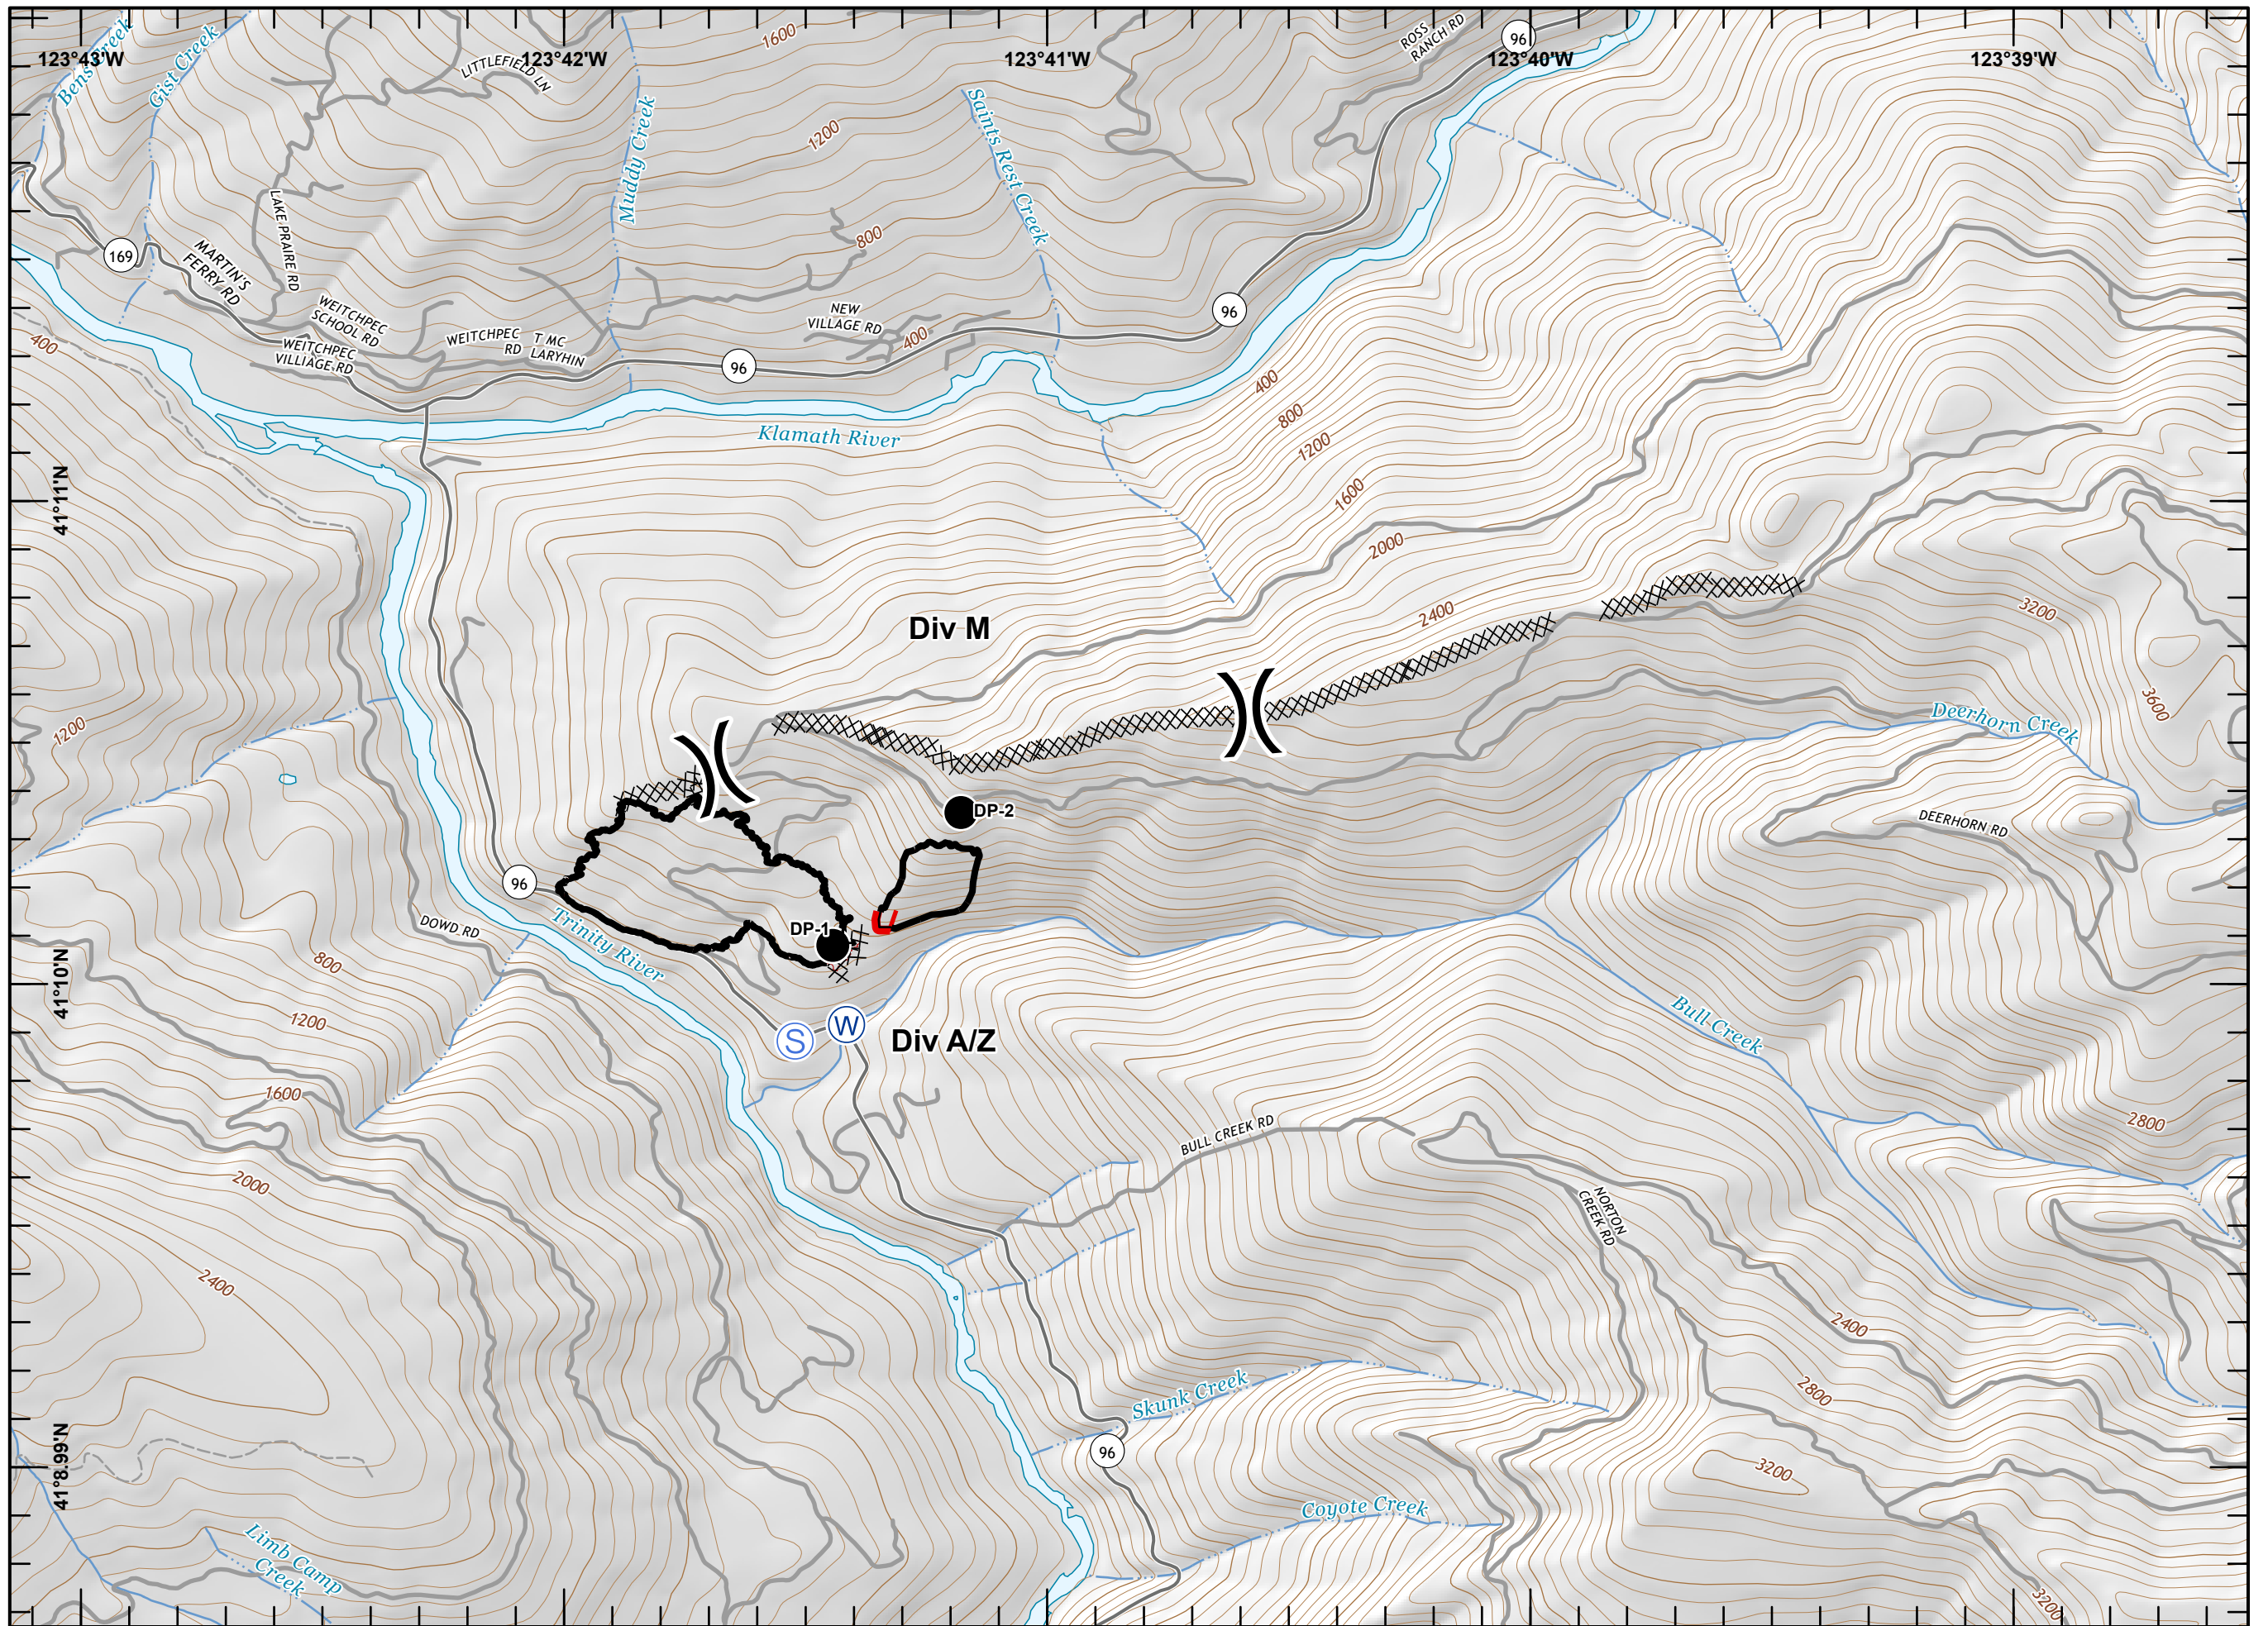 123°43'W
123°42'W
123°41'W
123°40'W
123°39'W
Bens Creek
Gist Creek
LITTLEFIELD LN
1600
ROSS
RANCH RD
96
Muddy Creek
1200
Saints Rest Creek
LAKE PRAIRE RD
169
MARTIN'S
FERRY RD
800
WEITCHPEC
SCHOOL RD
WEITCHPEC
VILLIAGE RD
WEITCHPEC
RD
T MC
LARYHIN
NEW
VILLAGE RD
400
96
96
400
Klamath River
400
800
1200
1600
2000
2400
41°11'N
Div M
3200
3600
1200
Deerhorn Creek
DEERHORN RD
DP-2
96
DOWD RD
Trinity River
DP-1
41°10'N
800
1200
1600
S
W
Div A/Z
Bull Creek
2800
BULL CREEK RD
NORTON
CREEK RD
2000
2400
2400
2800
Skunk Creek
96
3200
41°8.99'N
Coyote Creek
Limb Camp
Creek
3200